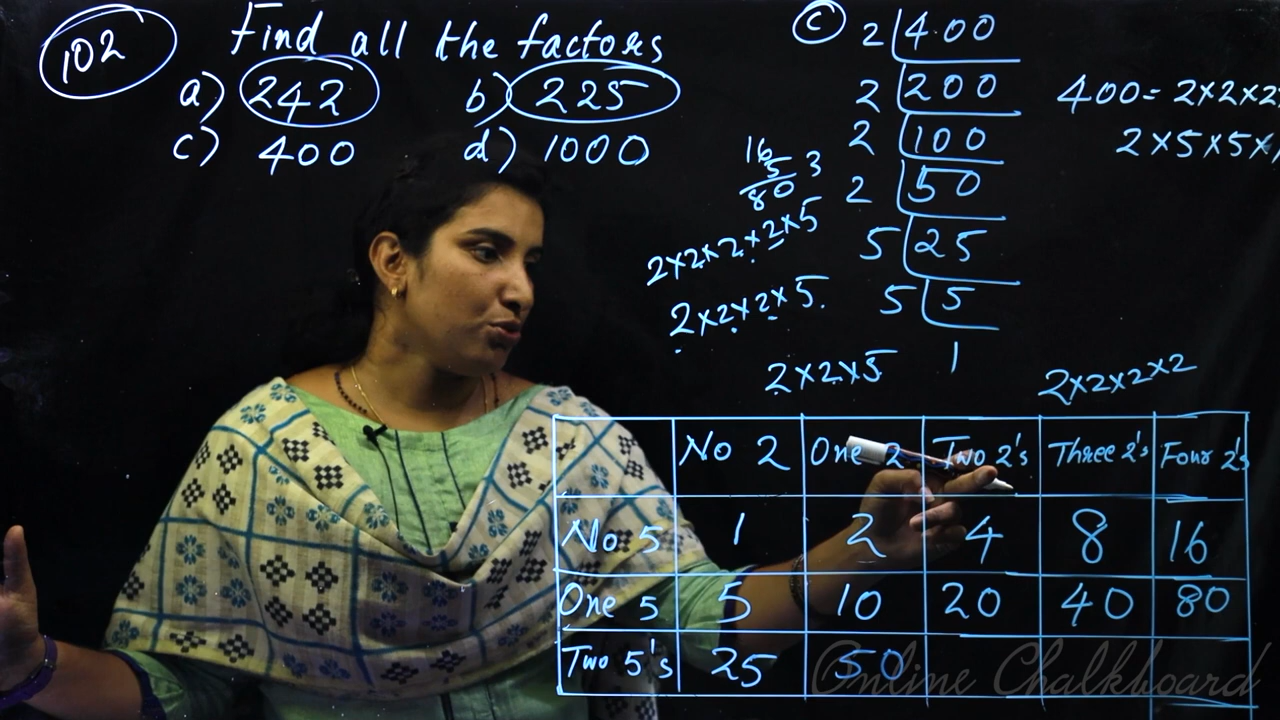 102
Find all the factors
a) 242 b) 225
c) 400 d) 1000
c) 2 400
2 200
2 100
2 50
5 25
5 5
1
400 = 2×2×2
2×5×5×
16
5 3
80
2×2×2×2×5
2×2×2×5
2×2×5
2×2×2×2
No 2 One 2 Two 2's Three 2's Four 2's
No 5 1 2 4 8 16
One 5 5 10 20 40 80
Two 5's 25 50
Online Chalkboard